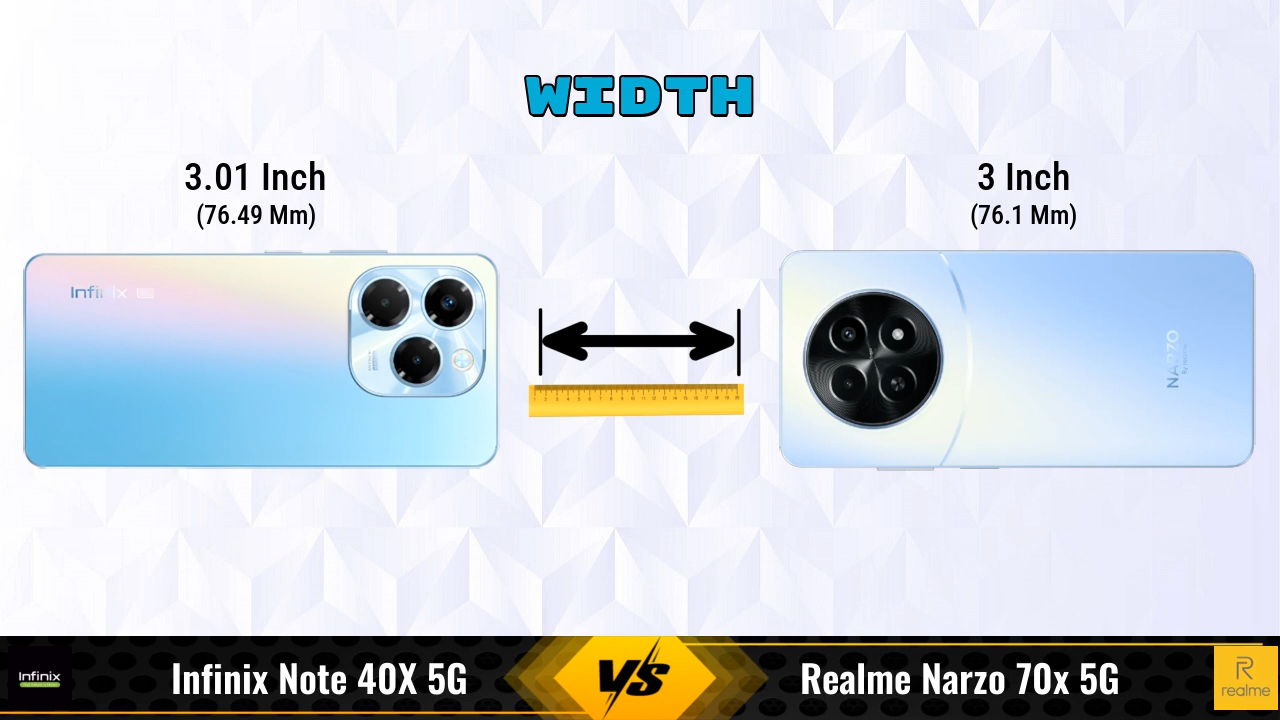 WIDTH
3.01 Inch
(76.49 Mm)
3 Inch
(76.1 Mm)
Infinix
NARZO
Infinix
Infinix Note 40X 5G
VS
Realme Narzo 70x 5G
R
realme